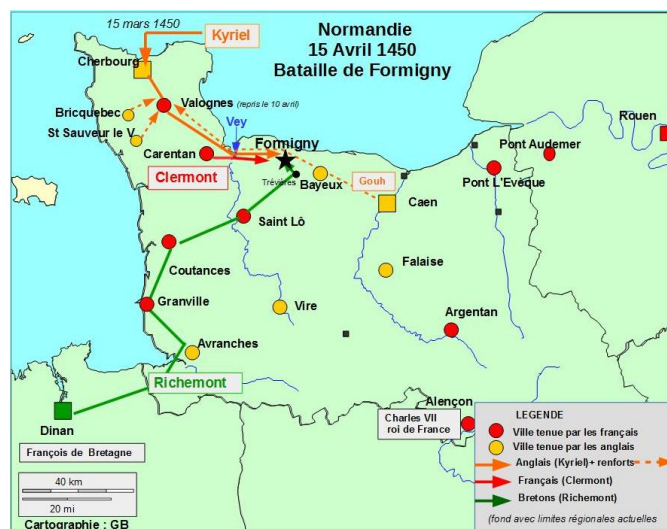 15 mars 1450
Kyriel
Normandie
15 Avril 1450
Bataille de Formigny
Cherbourg
Valognes (repris le 10 avril)
Bricquebec
St Sauveur le V
Vey
Formigny
Carentan
Clermont
Trévières
Bayeux
Gouh
Caen
Rouen
Pont Audemer
Pont L'Evèque
Saint Lô
Coutances
Falaise
Granville
Vire
Argentan
Avranches
Richemont
Alençon
Dinan
Charles VII
roi de France
François de Bretagne
40 km
20 mi
Cartographie : GB
LEGENDE
Ville tenue par les français
Ville tenue par les anglais
Anglais (Kyriel)+ renforts
Français (Clermont)
Bretons (Richemont)
(fond avec limites régionales actuelles